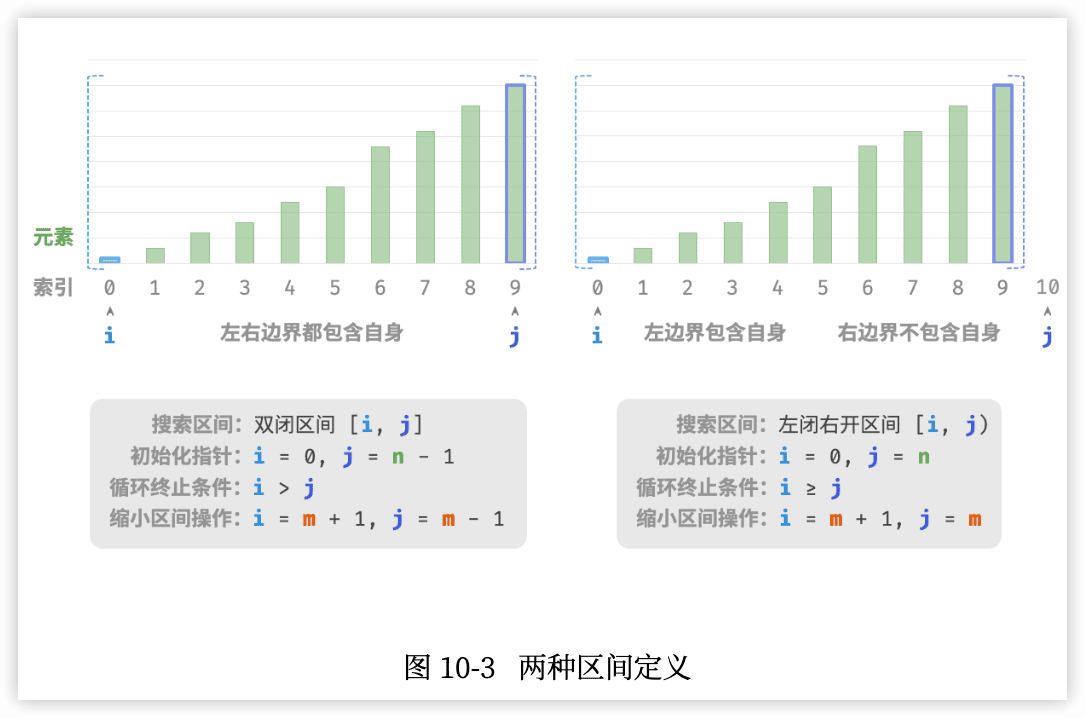 元素
索引 0 1 2 3 4 5 6 7 8 9
i 左右边界都包含自身 j
0 1 2 3 4 5 6 7 8 9 10
i 左边界包含自身 右边界不包含自身 j
搜索区间：双闭区间 [i, j]
初始化指针：i = 0, j = n - 1
循环终止条件：i > j
缩小区间操作：i = m + 1, j = m - 1
搜索区间：左闭右开区间 [i, j)
初始化指针：i = 0, j = n
循环终止条件：i ≥ j
缩小区间操作：i = m + 1, j = m
图 10-3 两种区间定义